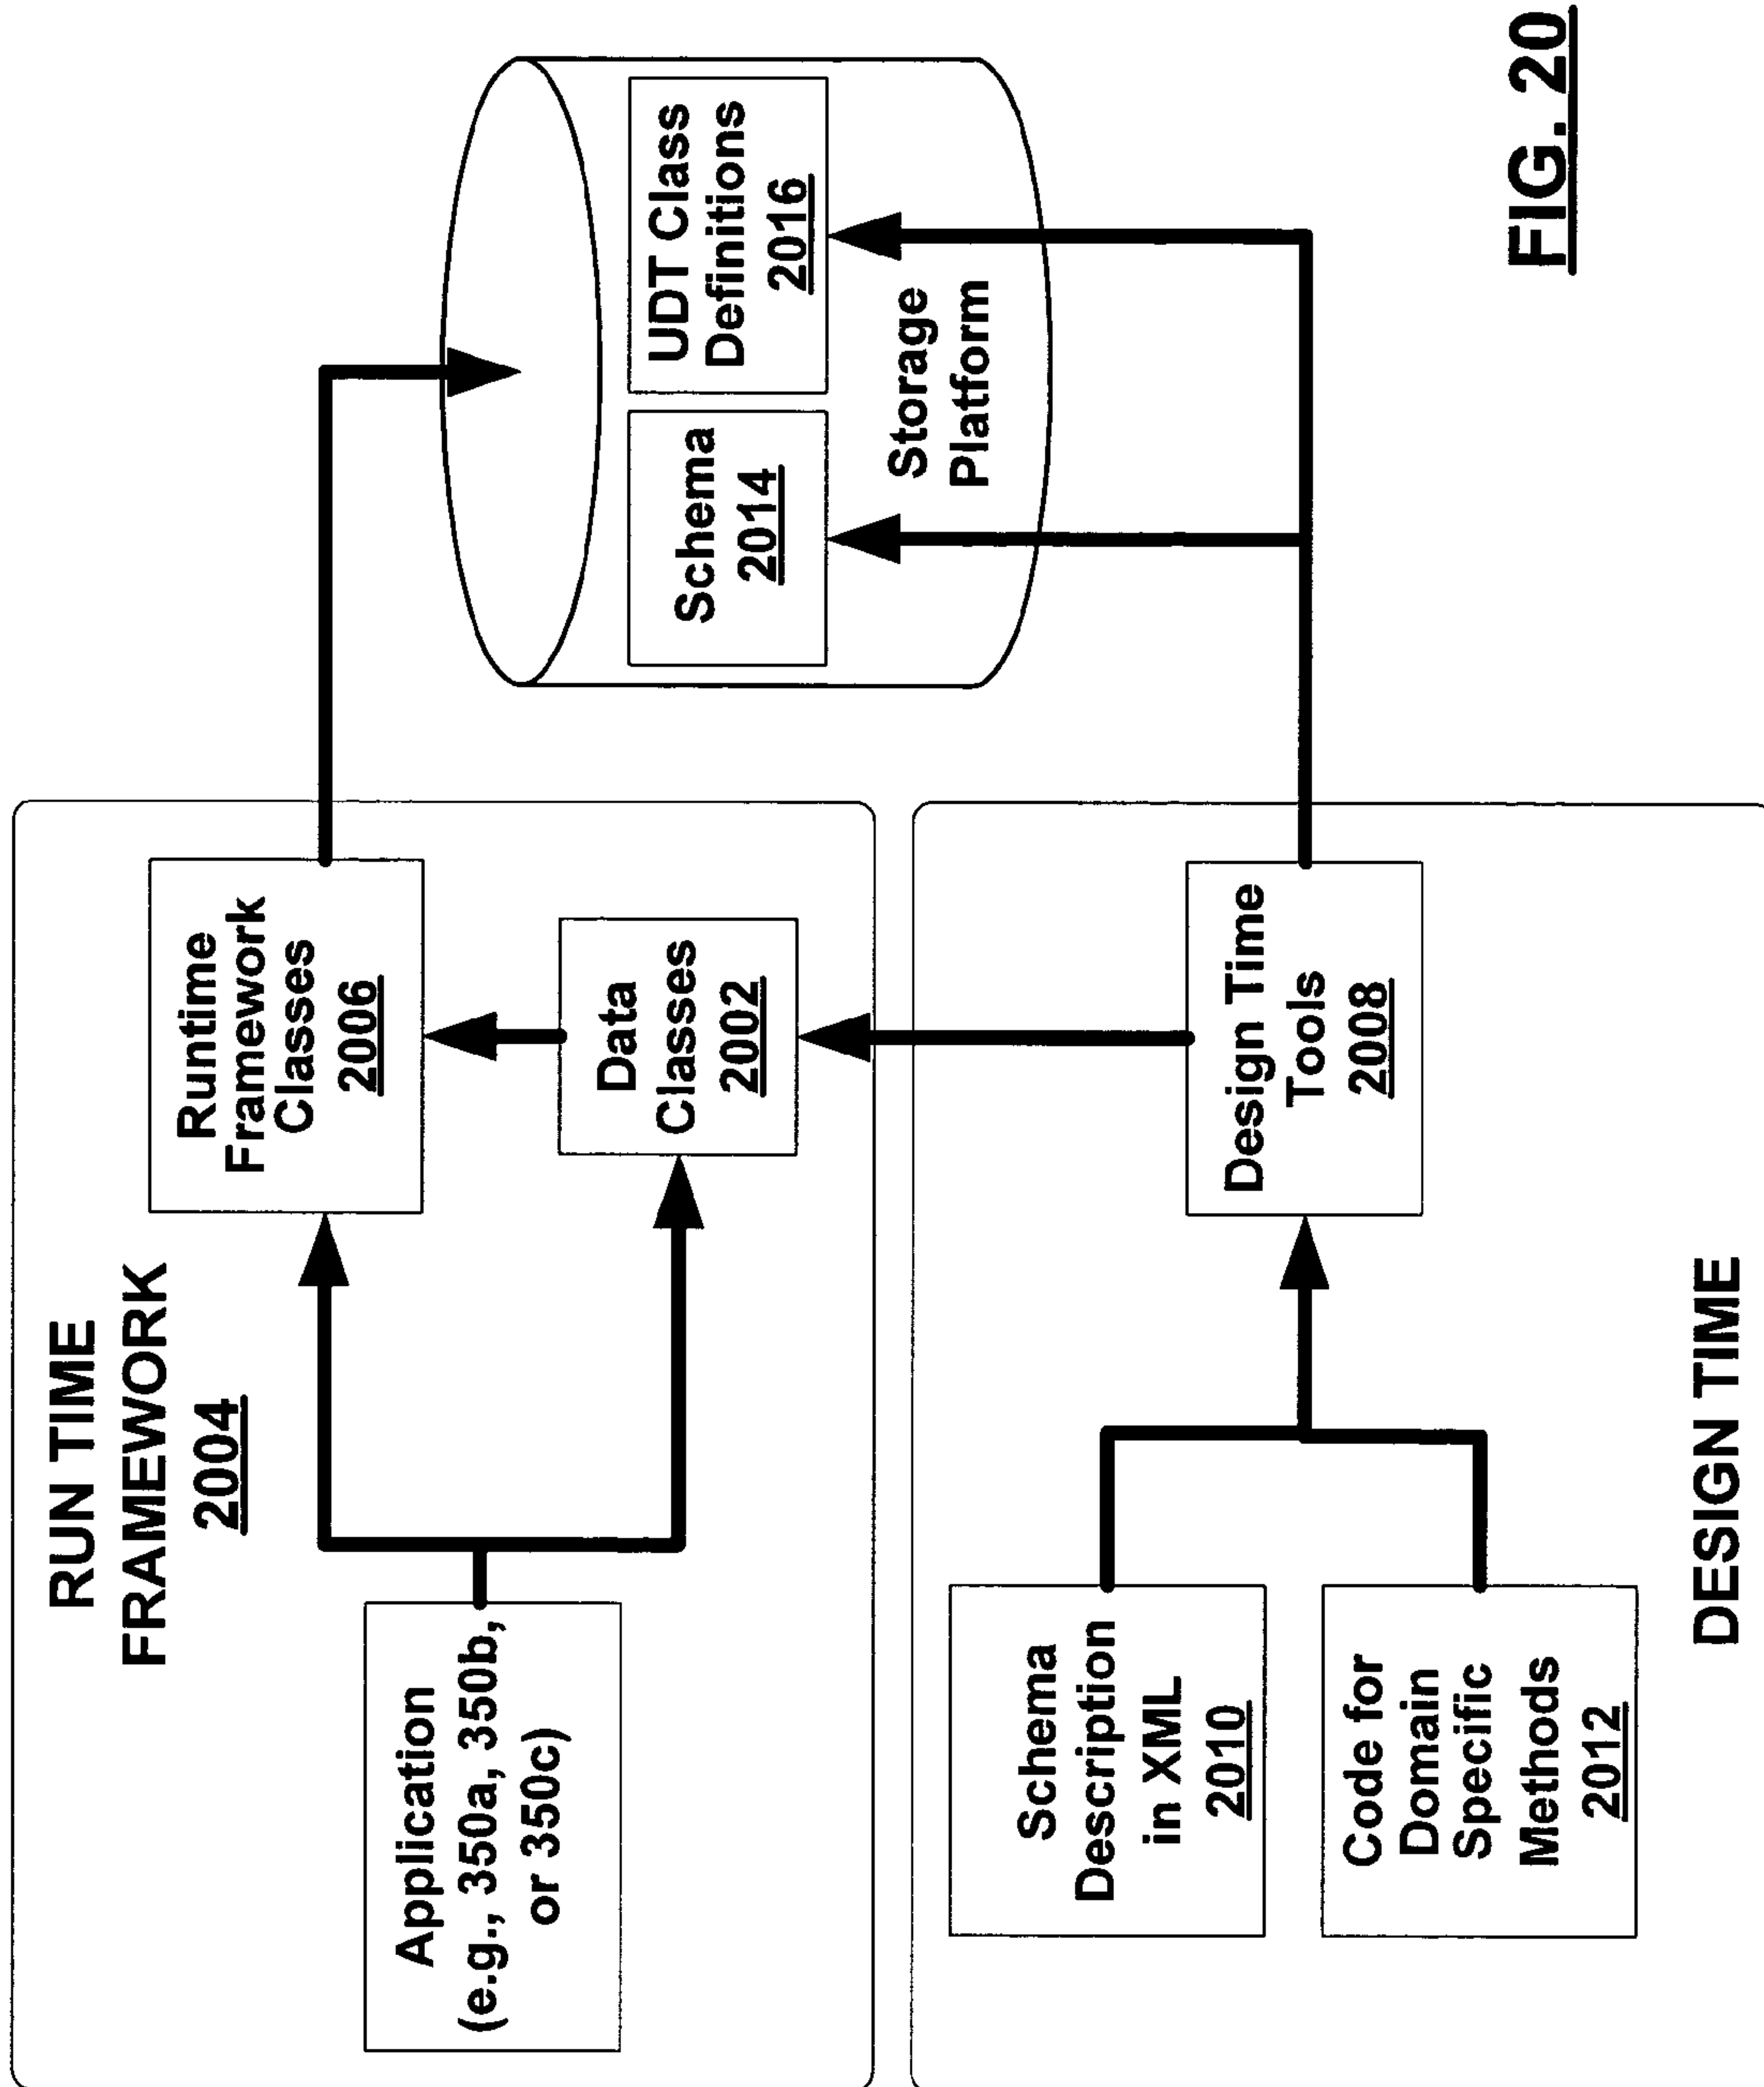 RUN TIME
FRAMEWORK
2004
Application
(e.g., 350a, 350b,
or 350c)
Runtime
Framework
Classes
2006
Data
Classes
2002
Schema
Description
in XML
2010
Code for
Domain
Specific
Methods
2012
Design Time
Tools
2008
DESIGN TIME
Schema
2014
UDT Class
Definitions
2016
Storage
Platform
FIG. 20